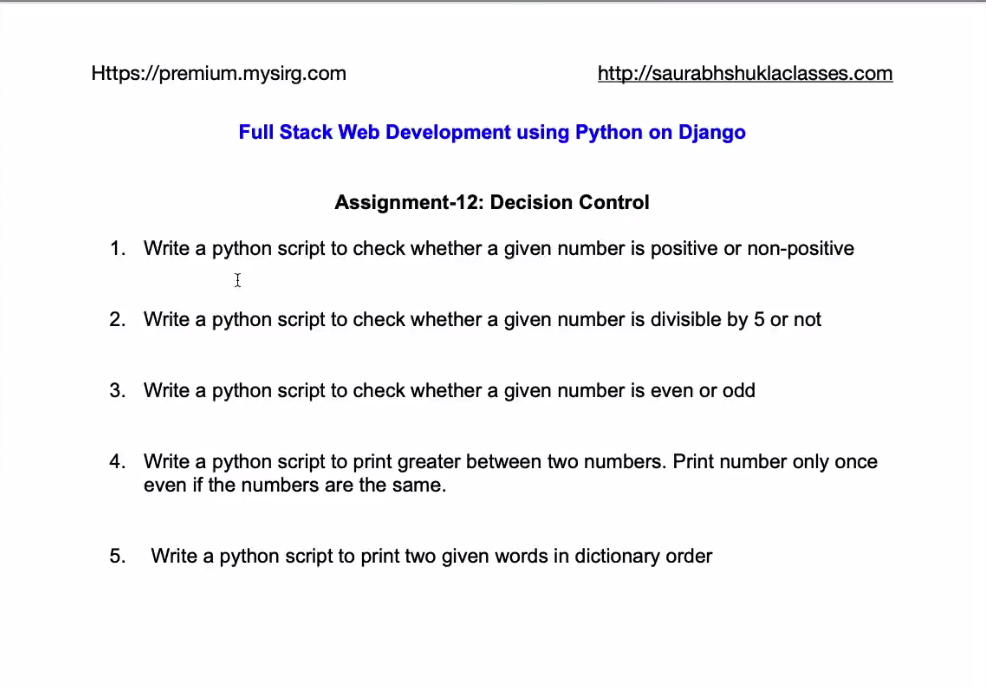 Https://premium.mysirg.com
http://saurabhshuklaclasses.com
Full Stack Web Development using Python on Django
Assignment-12: Decision Control
1. Write a python script to check whether a given number is positive or non-positive
2. Write a python script to check whether a given number is divisible by 5 or not
3. Write a python script to check whether a given number is even or odd
4. Write a python script to print greater between two numbers. Print number only once
even if the numbers are the same.
5. Write a python script to print two given words in dictionary order